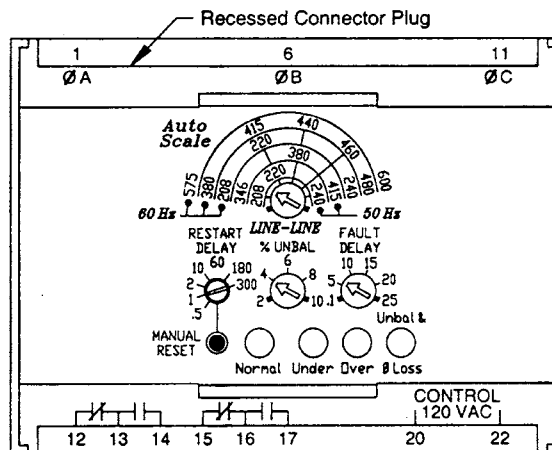 Recessed Connector Plug
1 6 11
ØA ØB ØC
Auto Scale
415 440
220 460
380
220
575 380 208 346 208 240 415 240 480 600
60 Hz LINE-LINE 50 Hz
RESTART DELAY % UNBAL FAULT DELAY
60 6 10 15
10 180 4 8 5 20
2 300
1 2 10 .1 25
.5
Unbal &
MANUAL RESET
Normal Under Over Ø Loss
CONTROL
120 VAC
12 13 14 15 16 17 20 22